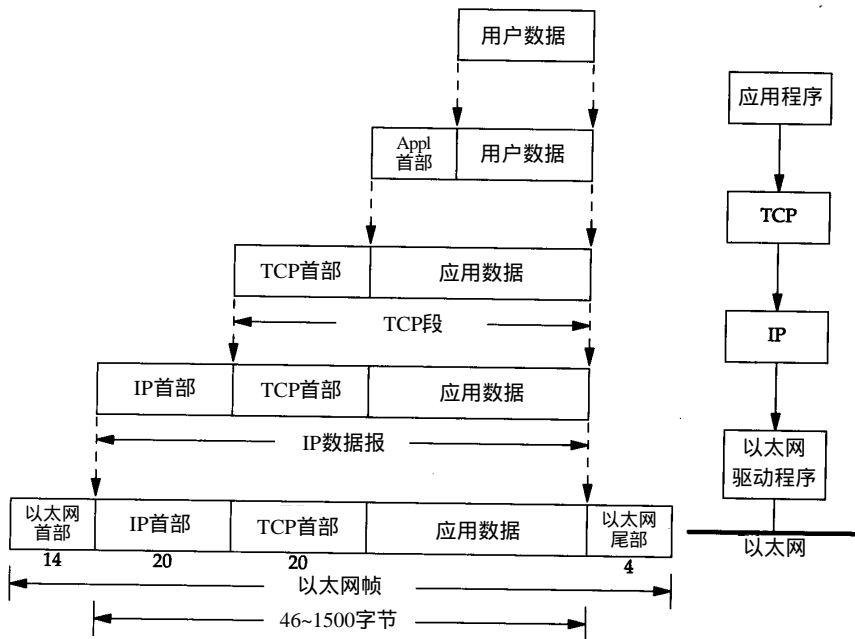 用户数据
Appl
首部
用户数据
TCP首部
应用数据
TCP段
IP首部
TCP首部
应用数据
IP数据报
以太网
首部
IP首部
TCP首部
应用数据
以太网
尾部
14
20
20
4
以太网帧
46~1500字节
应用程序
TCP
IP
以太网
驱动程序
以太网